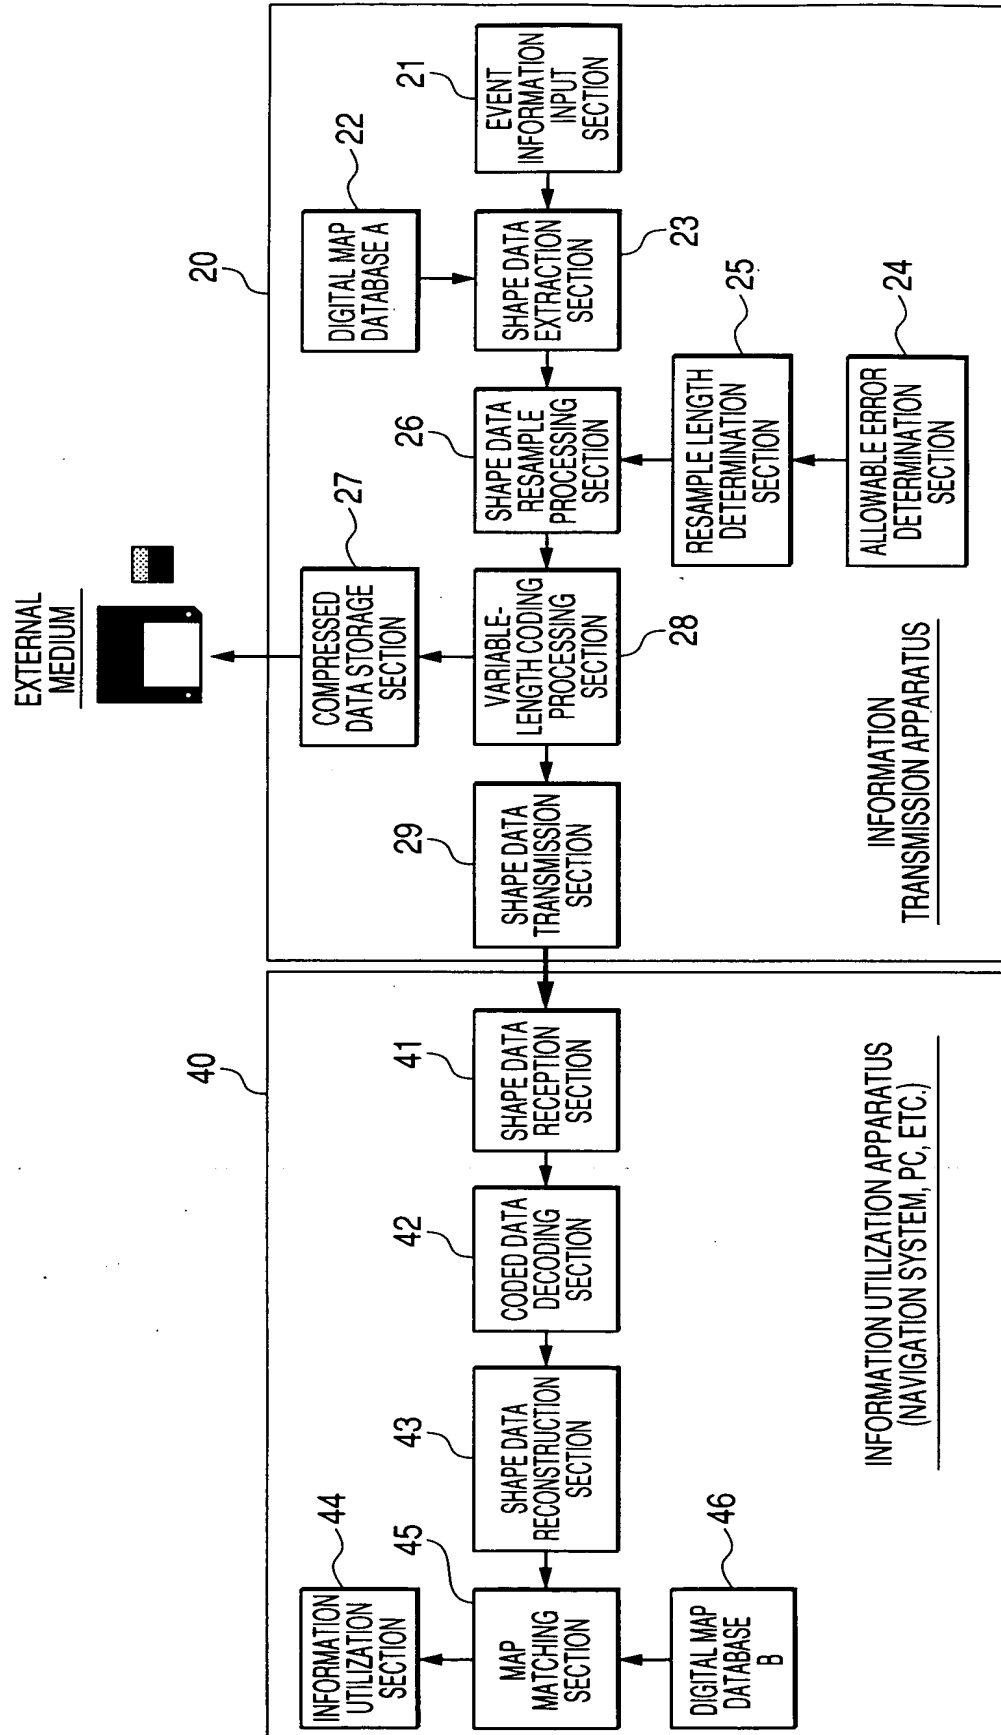 EXTERNAL
MEDIUM
20
22
DIGITAL MAP
DATABASE A
21
EVENT
INFORMATION
INPUT
SECTION
23
SHAPE DATA
EXTRACTION
SECTION
26
SHAPE DATA
RESAMPLE
PROCESSING
SECTION
25
RESAMPLE LENGTH
DETERMINATION
SECTION
24
ALLOWABLE ERROR
DETERMINATION
SECTION
27
COMPRESSED
DATA STORAGE
SECTION
28
VARIABLE-
LENGTH CODING
PROCESSING
SECTION
29
SHAPE DATA
TRANSMISSION
SECTION
INFORMATION
TRANSMISSION APPARATUS
40
41
SHAPE DATA
RECEPTION
SECTION
42
CODED DATA
DECODING
SECTION
43
SHAPE DATA
RECONSTRUCTION
SECTION
44
INFORMATION
UTILIZATION
SECTION
45
MAP
MATCHING
SECTION
46
DIGITAL MAP
DATABASE
B
INFORMATION UTILIZATION APPARATUS
(NAVIGATION SYSTEM, PC, ETC.)